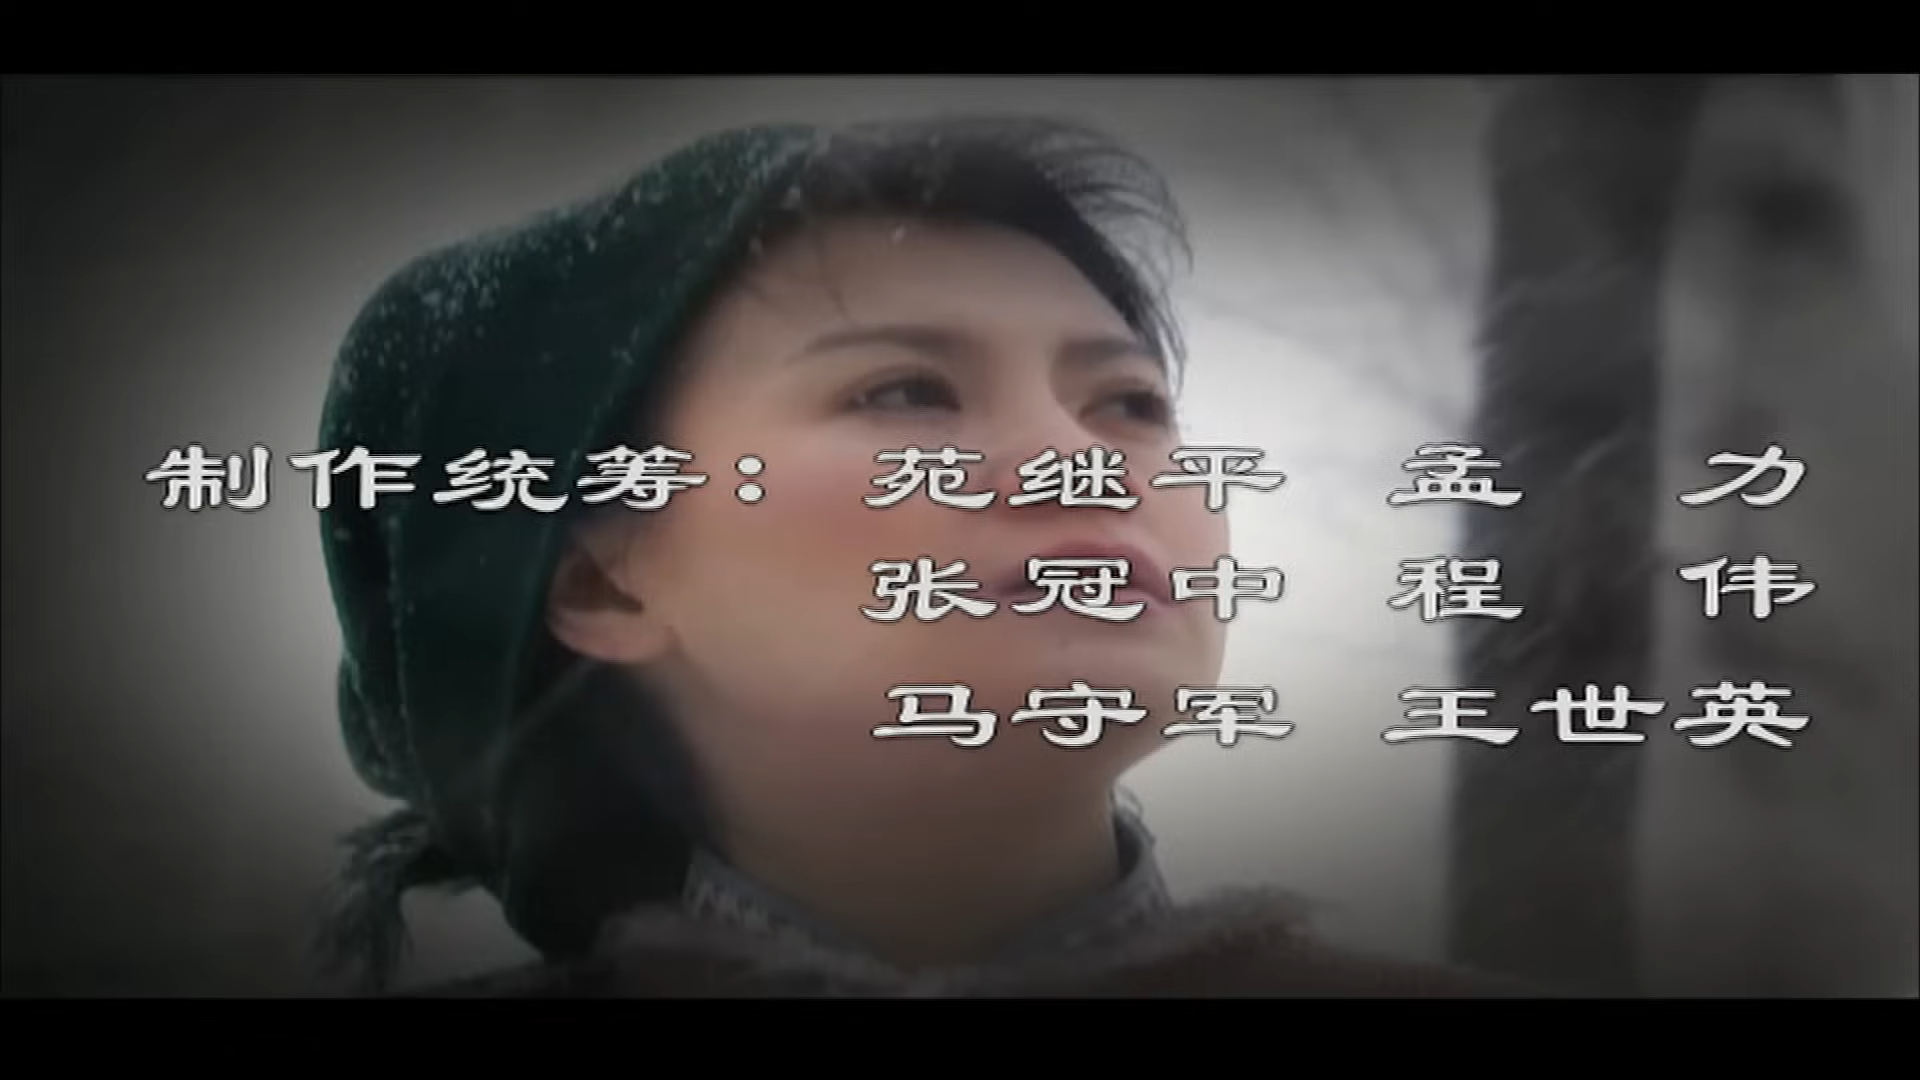 制作统筹：苑继平 孟 力
张冠中 程 伟
马守军 王世英